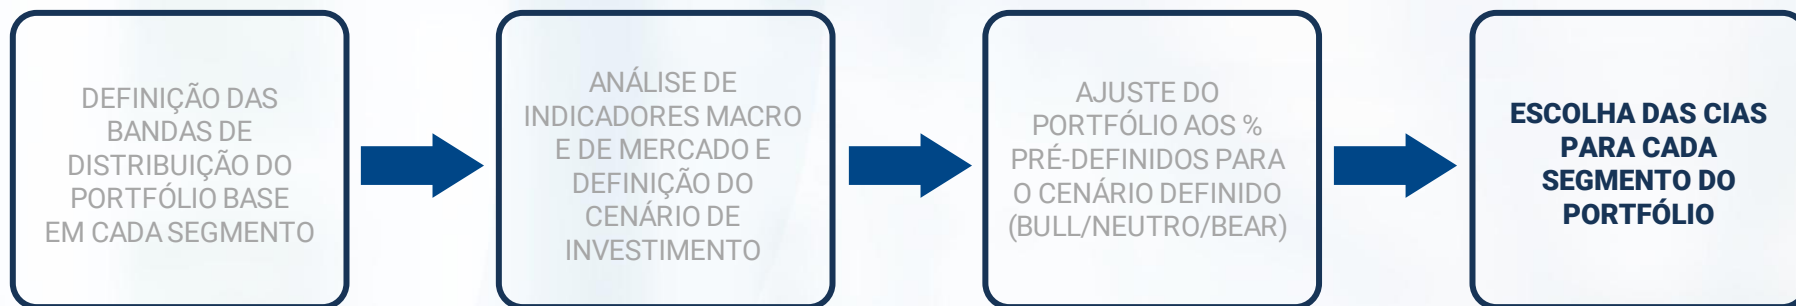 DEFINIÇÃO DAS
BANDAS DE
DISTRIBUIÇÃO DO
PORTFÓLIO BASE
EM CADA SEGMENTO
ANÁLISE DE
INDICADORES MACRO
E DE MERCADO E
DEFINIÇÃO DO
CENÁRIO DE
INVESTIMENTO
AJUSTE DO
PORTFÓLIO AOS %
PRÉ-DEFINIDOS PARA
O CENÁRIO DEFINIDO
(BULL/NEUTRO/BEAR)
ESCOLHA DAS CIAS
PARA CADA
SEGMENTO DO
PORTFÓLIO